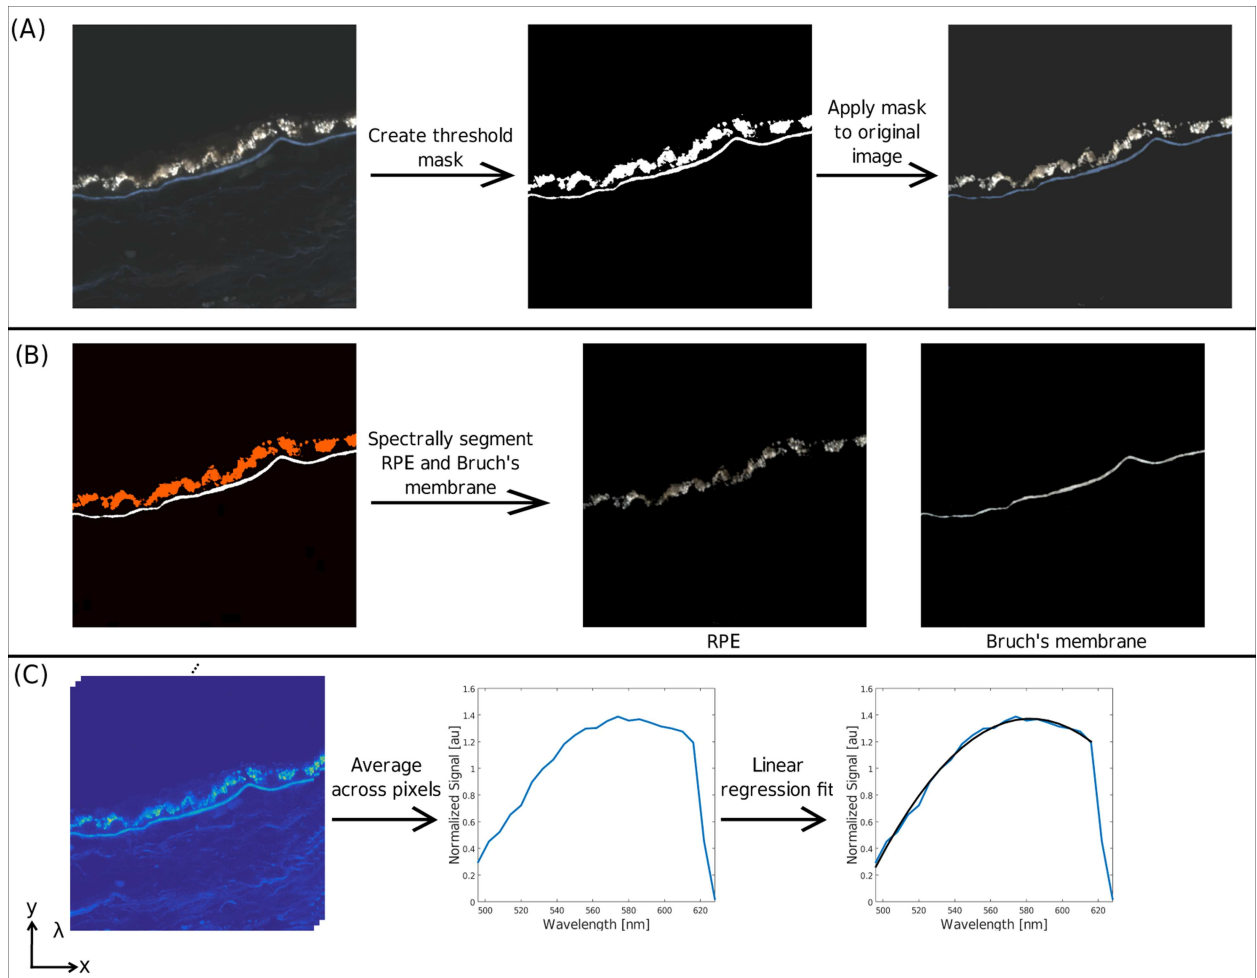 (A)
Create threshold
mask
Apply mask
to original
image
(B)
Spectrally segment
RPE and Bruch's
membrane
RPE
Bruch's membrane
(C)
y
λ
x
Average
across pixels
Normalized Signal [au]
1.6
1.4
1.2
1
0.8
0.6
0.4
0.2
0
500 520 540 560 580 600 620
Wavelength [nm]
Linear
regression fit
Normalized Signal [au]
1.6
1.4
1.2
1
0.8
0.6
0.4
0.2
0
500 520 540 560 580 600 620
Wavelength [nm]